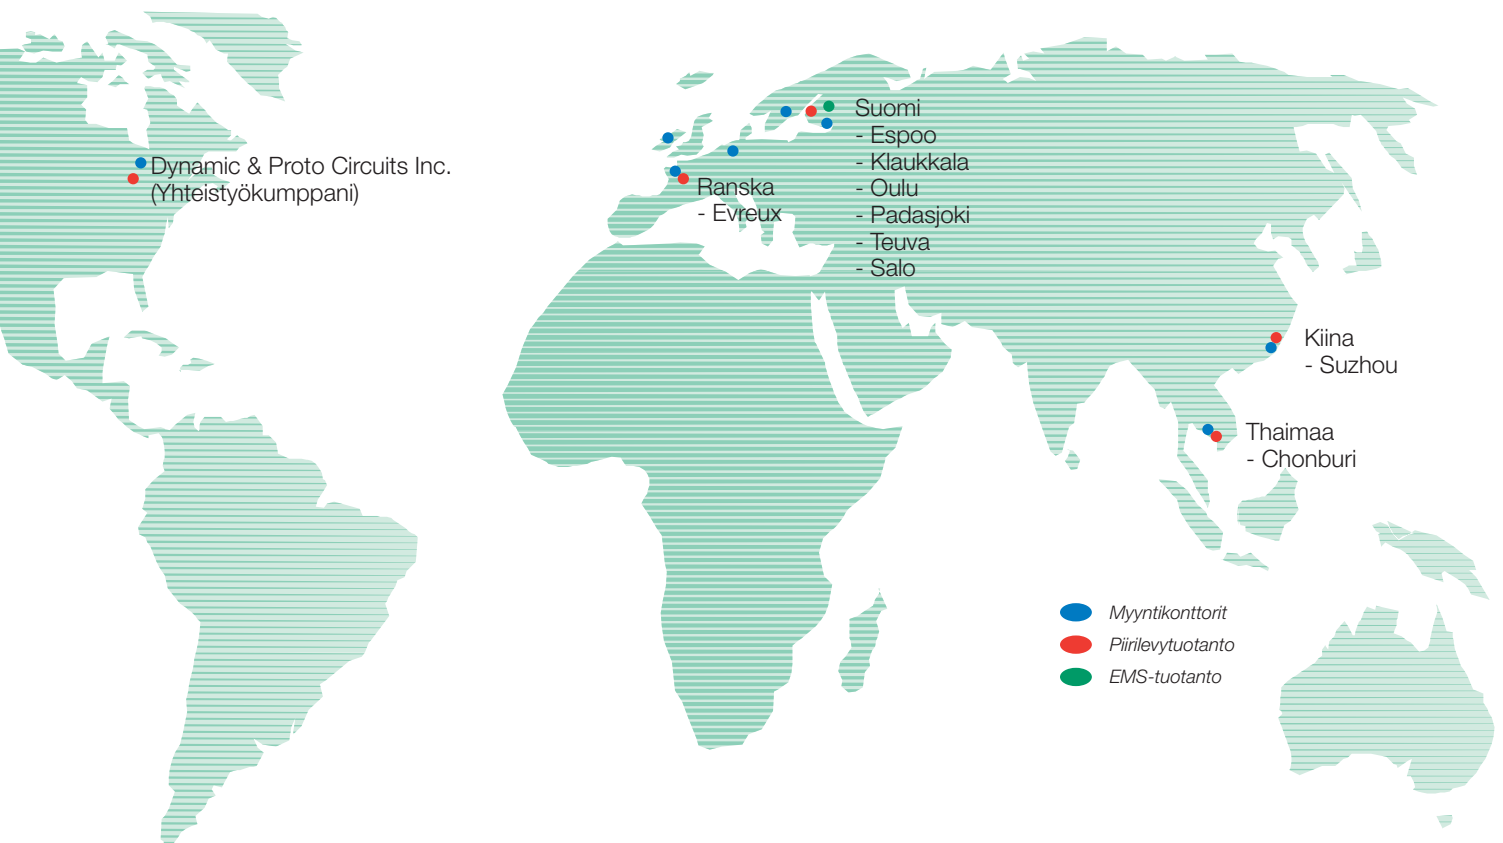 Dynamic & Proto Circuits Inc.
(Yhteistyökumppani)
Ranska
- Evreux
Suomi
- Espoo
- Klaukkala
- Oulu
- Padasjoki
- Teuva
- Salo
Kiina
- Suzhou
Thaimaa
- Chonburi
Myyntikonttorit
Piirilevytuotanto
EMS-tuotanto